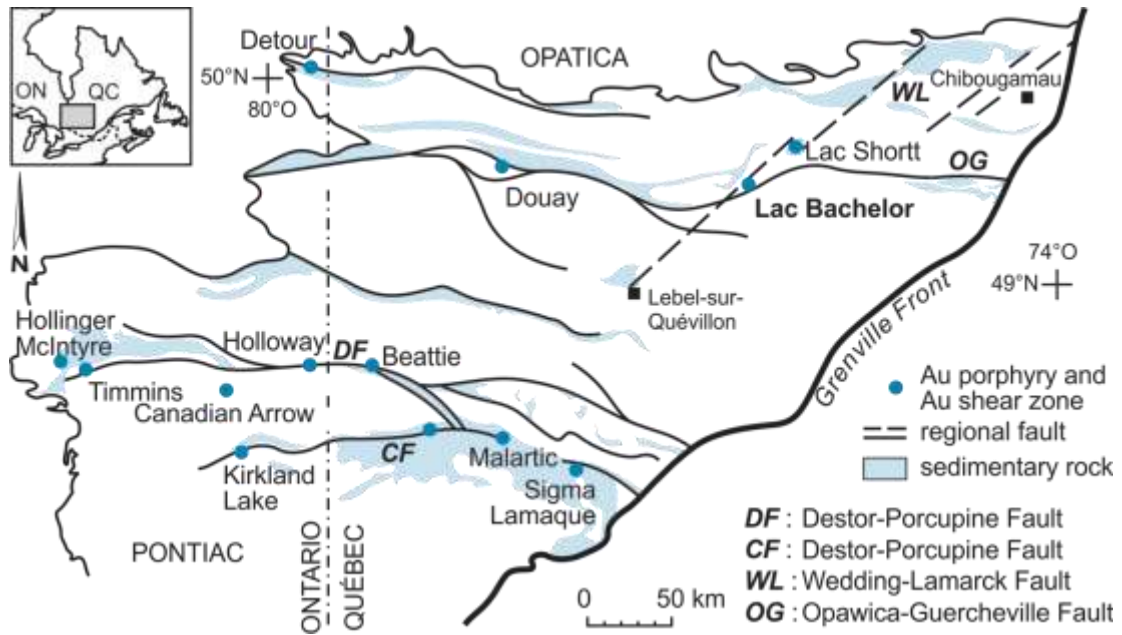 ON
QC
Detour
50°N
80°O
OPATICA
Chibougamau
WL
Lac Shortt
OG
Douay
Lac Bachelor
N
74°O
49°N
Lebel-sur-
Quévillon
Grenville Front
Hollinger
McIntyre
Holloway
DF
Beattie
Timmins
Canadian Arrow
CF
Kirkland
Lake
Malartic
Sigma
Lamaque
PONTIAC
ONTARIO
QUÉBEC
0 50 km
Au porphyry and
Au shear zone
regional fault
sedimentary rock
DF : Destor-Porcupine Fault
CF : Destor-Porcupine Fault
WL : Wedding-Lamarck Fault
OG : Opawica-Guercheville Fault